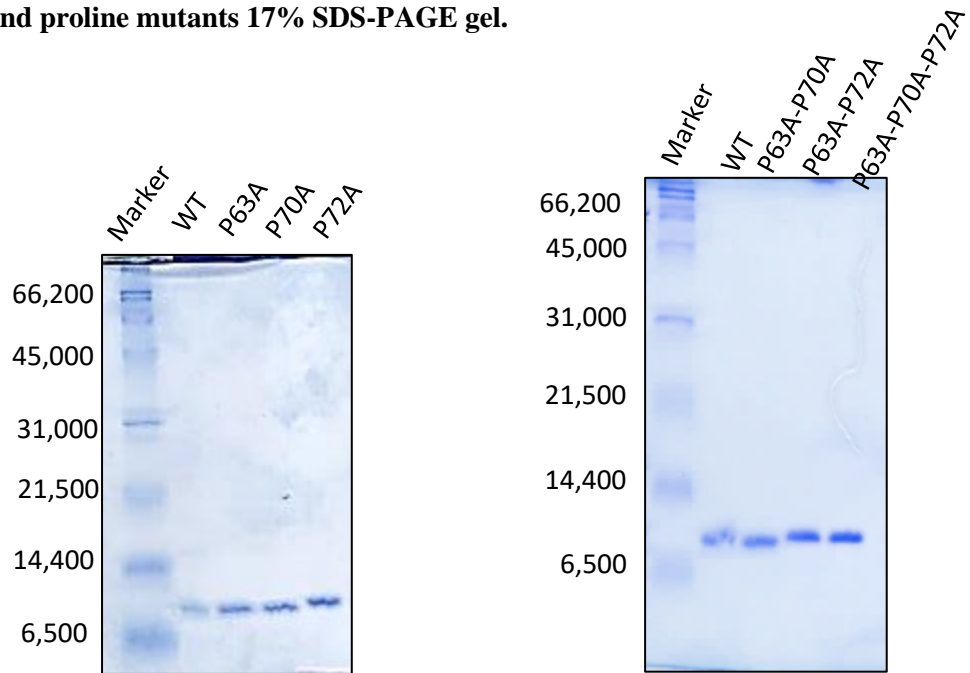 nd proline mutants 17% SDS-PAGE gel.
Marker
WT
P63A
P70A
P72A
66,200
45,000
31,000
21,500
14,400
6,500
Marker
WT
P63A-P70A
P63A-P72A
P63A-P70A-P72A
66,200
45,000
31,000
21,500
14,400
6,500